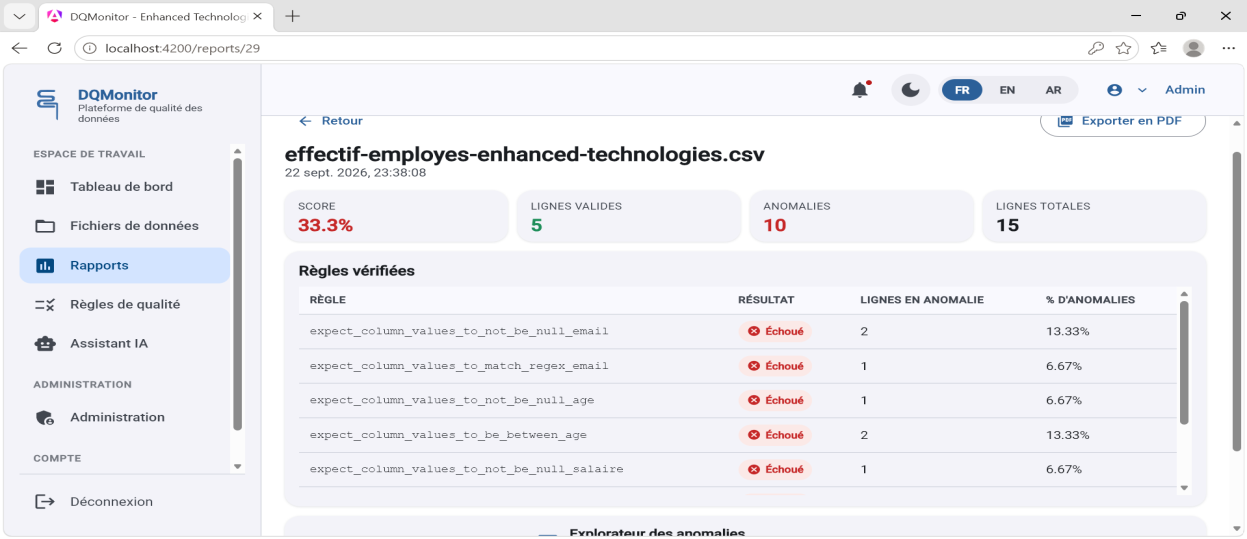 DQMonitor - Enhanced Technolog
localhost:4200/reports/29
DQMonitor
Plateforme de qualité des
données
FR EN AR Admin
ESPACE DE TRAVAIL
Tableau de bord
Fichiers de données
Rapports
Règles de qualité
Assistant IA
ADMINISTRATION
Administration
COMPTE
Déconnexion
Retour
PDF Exporter en PDF
effectif-employes-enhanced-technologies.csv
22 sept. 2026, 23:38:08
SCORE
33.3%
LIGNES VALIDES
5
ANOMALIES
10
LIGNES TOTALES
15
Règles vérifiées
RÈGLE RÉSULTAT LIGNES EN ANOMALIE % D'ANOMALIES
expect_column_values_to_not_be_null_email Échoué 2 13.33%
expect_column_values_to_match_regex_email Échoué 1 6.67%
expect_column_values_to_not_be_null_age Échoué 1 6.67%
expect_column_values_to_be_between_age Échoué 2 13.33%
expect_column_values_to_not_be_null_salaire Échoué 1 6.67%
Explorateur des anomalies